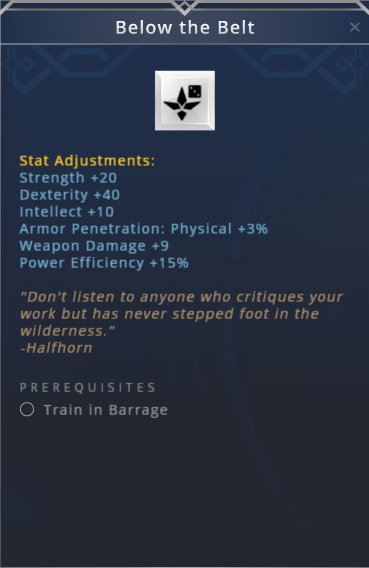 Below the Belt
Stat Adjustments:
Strength +20
Dexterity +40
Intellect +10
Armor Penetration: Physical +3%
Weapon Damage +9
Power Efficiency +15%
"Don't listen to anyone who critiques your
work but has never stepped foot in the
wilderness."
-Halfhorn
PREREQUISITES
Train in Barrage